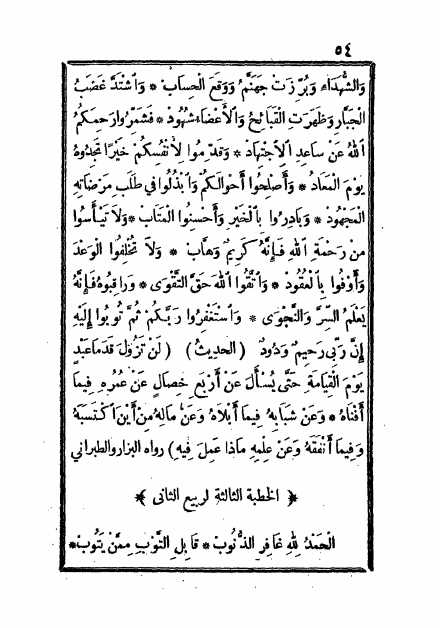 ٥٤
وَالشُّهَدَاء وَبُرِّزَتْ جَهَنَّمُ وَوَقَعَ الْحِسَابْ * وَاشْتَدَّ غَضَبُ
الْجَبَّارِ وَظَهَرَتِ الْقَبَائِحُ وَالْأَعْضَاء شُهُودْ * فَشَمِّرُوا رَحِمَكُمُ
اللهُ عَنْ سَاعِدِ الِاجْتِهَادْ * وَقَدِّمُوا لِأَنْفُسِكُمْ خَيْرًا تَجِدُوهُ
يَوْمَ الْمَعَادْ * وَأَصْلِحُوا أَحْوَالَكُمْ وَابْذُلُوا فِي طَلَبِ مَرْضَاتِهِ
الْمَجْهُودْ * وَبَادِرُوا بِالْخَيْرِ وَأَحْسِنُوا الْمَتَابْ * وَلَا تَيْأَسُوا
مِنْ رَحْمَةِ اللهِ فَإِنَّهُ كَرِيمٌ وَهَّابْ * وَلَا تُخْلِفُوا الْوَعْدَ
وَأَوْفُوا بِالْعُقُودْ * وَاتَّقُوا اللهَ حَقَّ التَّقْوَى * وَرَاقِبُوهُ فَإِنَّهُ
يَعْلَمُ السِّرَّ وَالنَّجْوَى * وَاسْتَغْفِرُوا رَبَّكُمْ ثُمَّ تُوبُوا إِلَيْهِ
إِنَّ رَبِّي رَحِيمٌ وَدُودٌ (الحديث) (لَنْ تَزُولَ قَدَمَا عَبْدٍ
يَوْمَ الْقِيَامَةِ حَتَّى يُسْأَلَ عَنْ أَرْبَعِ خِصَالٍ عَنْ عُمُرِهِ فِيمَا
أَفْنَاهُ * وَعَنْ شَبَابِهِ فِيمَا أَبْلَاهُ وَعَنْ مَالِهِ مِنْ أَيْنَ اكْتَسَبَهُ
وَفِيمَا أَنْفَقَهُ وَعَنْ عِلْمِهِ مَاذَا عَمِلَ فِيهِ) رواه البزار والطبراني
﴿ الخطبة الثالثة لربيع الثانى ﴾
الْحَمْدُ لِلهِ غَافِرِ الذُّنُوبْ * قَابِلِ التَّوْبِ مِمَّنْ يَتُوبْ *